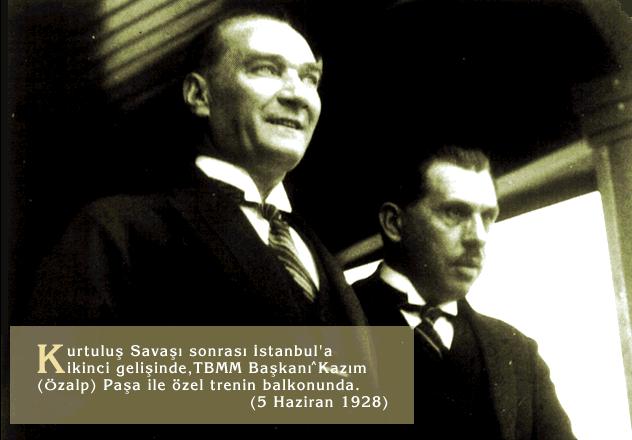 Kurtuluş Savaşı sonrası İstanbul'a
ikinci gelişinde,TBMM Başkanı^Kazım
(Özalp) Paşa ile özel trenin balkonunda.
(5 Haziran 1928)